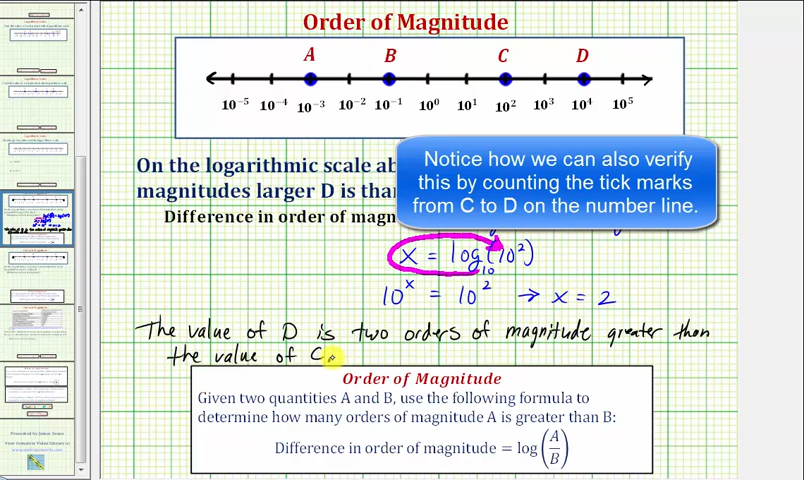 Order of Magnitude
A B C D
10⁻⁵ 10⁻⁴ 10⁻³ 10⁻² 10⁻¹ 10⁰ 10¹ 10² 10³ 10⁴ 10⁵
On the logarithmic scale ab
magnitudes larger D is than
Difference in order of magn
Notice how we can also verify
this by counting the tick marks
from C to D on the number line.
x = log₁₀(10²)
10ˣ = 10² → x = 2
The value of D is two orders of magnitude greater than
the value of C.
Order of Magnitude
Given two quantities A and B, use the following formula to
determine how many orders of magnitude A is greater than B:
Difference in order of magnitude = log(A/B)